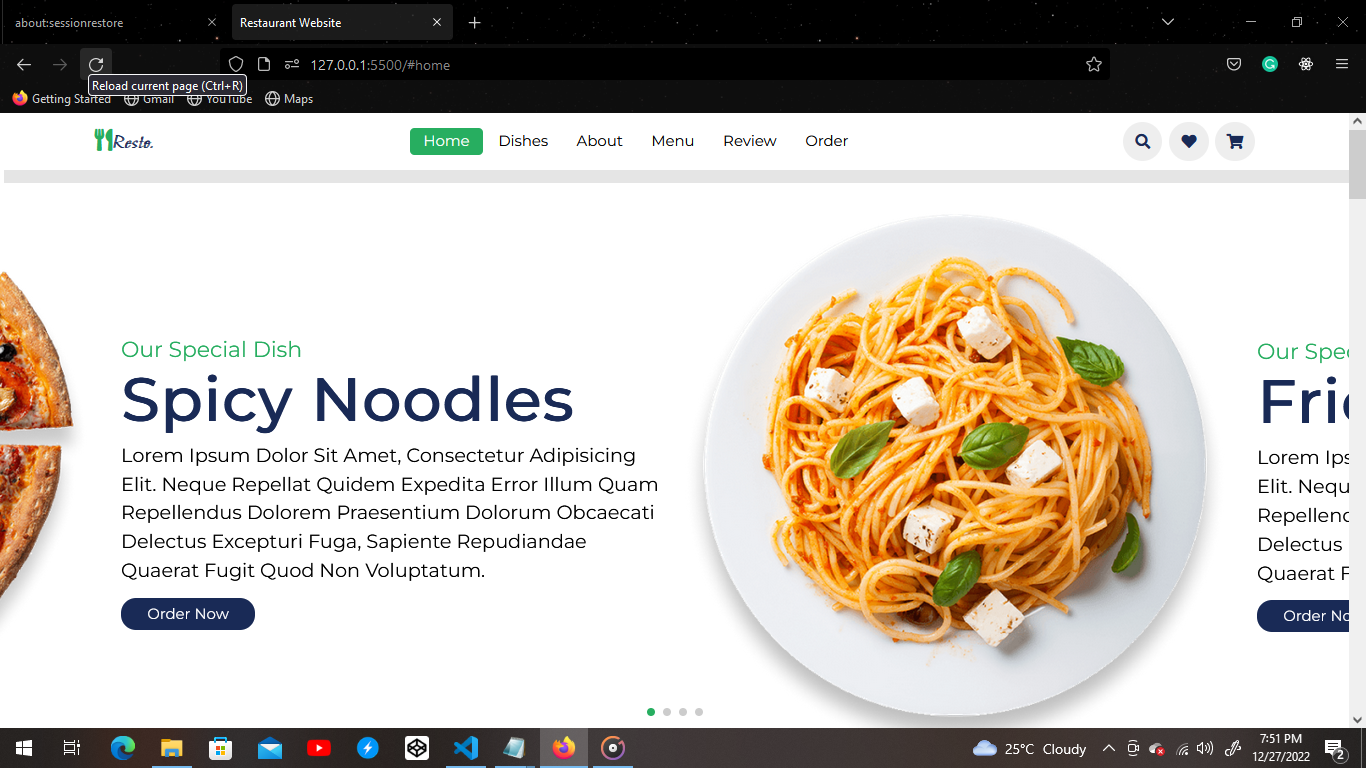 about:sessionrestore
Restaurant Website
127.0.0.1:5500/#home
Reload current page (Ctrl+R)
Getting Started
Gmail
YouTube
Maps
Resto.
Home
Dishes
About
Menu
Review
Order
Our Special Dish
Spicy Noodles
Lorem Ipsum Dolor Sit Amet, Consectetur Adipisicing
Elit. Neque Repellat Quidem Expedita Error Illum Quam
Repellendus Dolorem Praesentium Dolorum Obcaecati
Delectus Excepturi Fuga, Sapiente Repudiandae
Quaerat Fugit Quod Non Voluptatum.
Order Now
Our Spec
Fri
Lorem Ips
Elit. Nequ
Repellend
Delectus
Quaerat F
Order No
25°C Cloudy
7:51 PM
12/27/2022
2